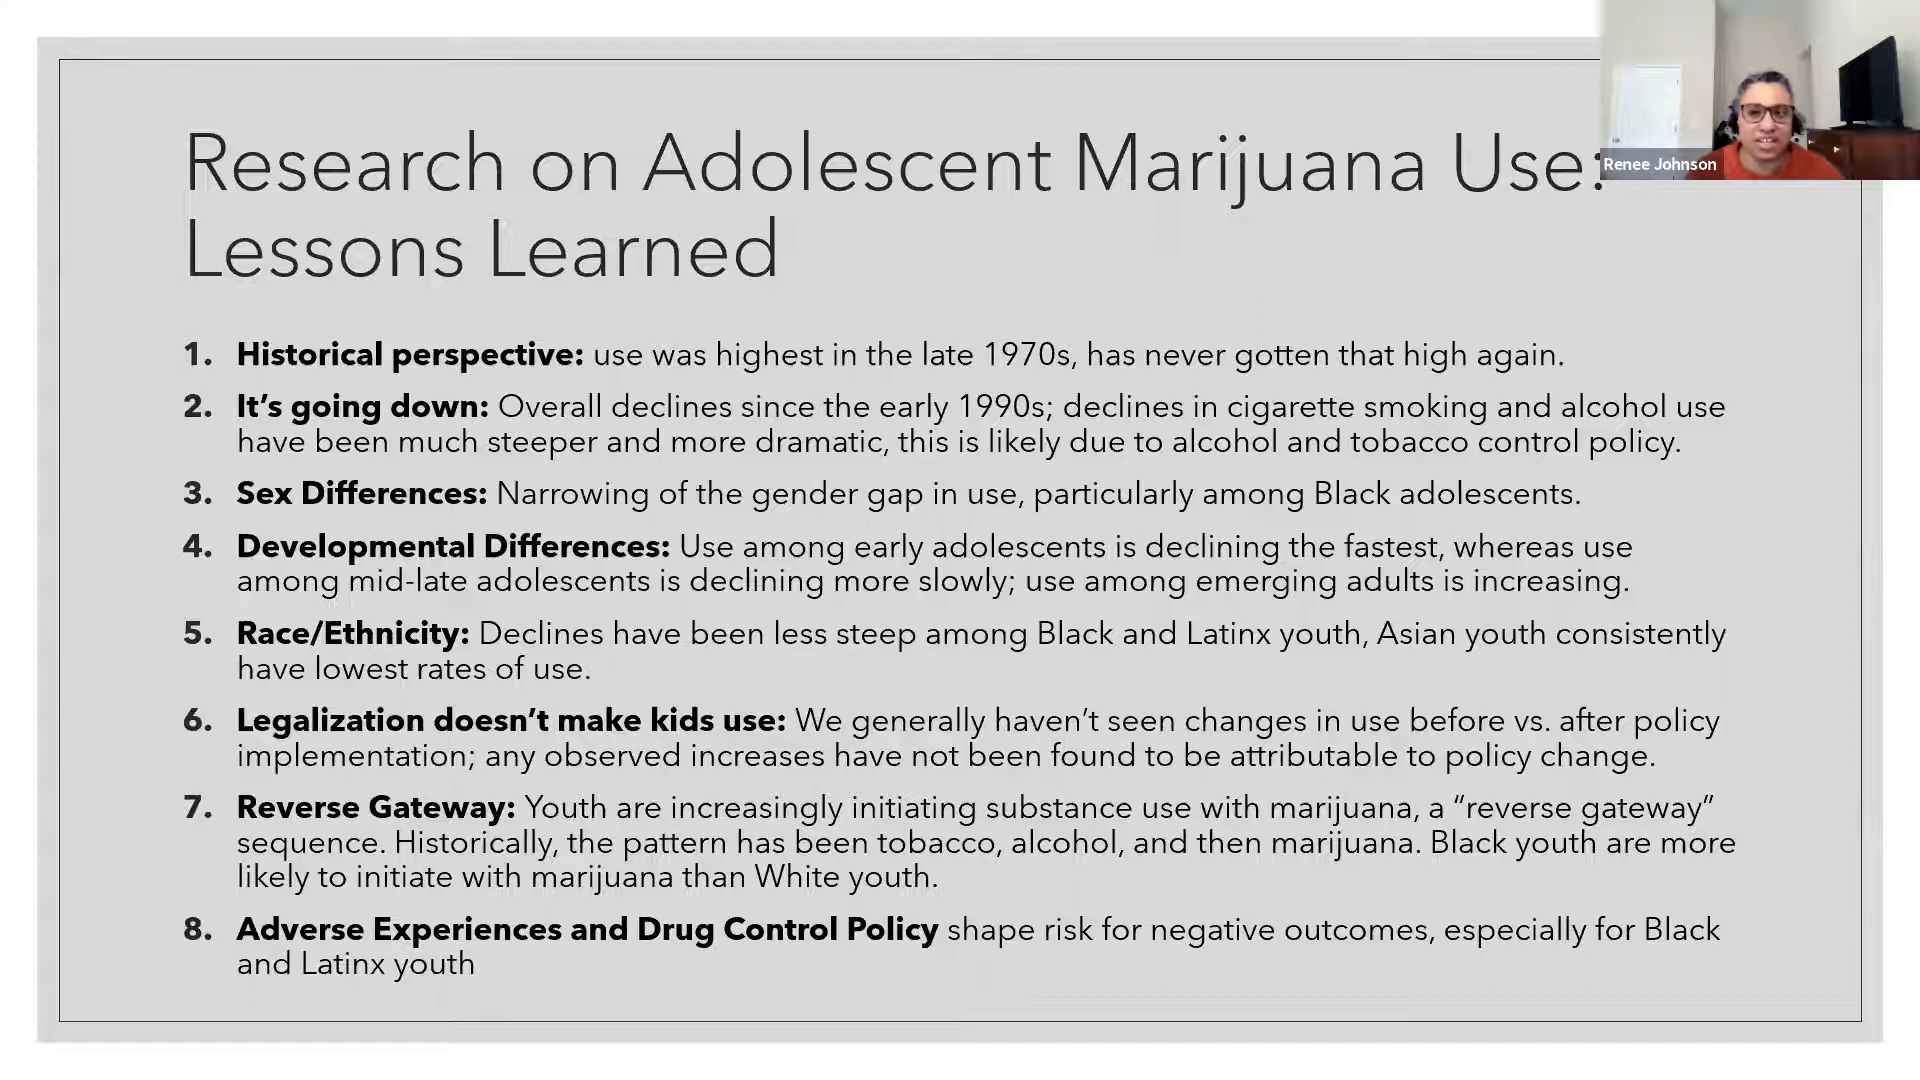 Research on Adolescent Marijuana Use:
Lessons Learned
Renee Johnson
1. Historical perspective: use was highest in the late 1970s, has never gotten that high again.
2. It’s going down: Overall declines since the early 1990s; declines in cigarette smoking and alcohol use
have been much steeper and more dramatic, this is likely due to alcohol and tobacco control policy.
3. Sex Differences: Narrowing of the gender gap in use, particularly among Black adolescents.
4. Developmental Differences: Use among early adolescents is declining the fastest, whereas use
among mid-late adolescents is declining more slowly; use among emerging adults is increasing.
5. Race/Ethnicity: Declines have been less steep among Black and Latinx youth, Asian youth consistently
have lowest rates of use.
6. Legalization doesn’t make kids use: We generally haven’t seen changes in use before vs. after policy
implementation; any observed increases have not been found to be attributable to policy change.
7. Reverse Gateway: Youth are increasingly initiating substance use with marijuana, a “reverse gateway”
sequence. Historically, the pattern has been tobacco, alcohol, and then marijuana. Black youth are more
likely to initiate with marijuana than White youth.
8. Adverse Experiences and Drug Control Policy shape risk for negative outcomes, especially for Black
and Latinx youth